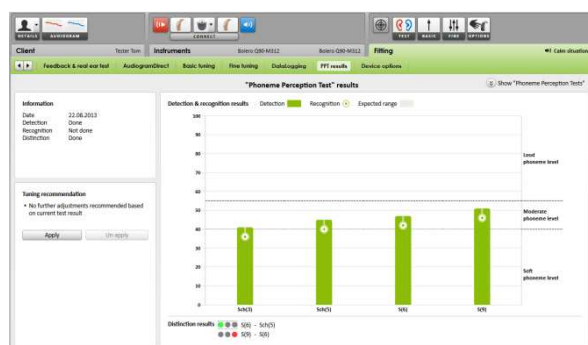 DETAILS AUDIOGRAM CONNECT TEST BASIC FINE OPTIONS
Client Tester Tom Instruments Bolero Q90-M312 Bolero Q90-M312 Fitting Calm situation
Feedback & real ear test AudiogramDirect Basic tuning Fine tuning Datalogging PPT results Device options
"Phoneme Perception Test" results Show "Phoneme Perception Tests"
Information
Date 22.08.2013
Detection Done
Recognition Not done
Distinction Done
Tuning recommendation
• No further adjustments recommended based
on current test result
Apply Un apply
Detection & recognition results Detection Recognition Expected range
100
90
80
70
60
50
40
30
20
10
0
Loud
phoneme level
Moderate
phoneme level
Soft
phoneme level
Sch(3) Sch(5) S(6) S(9)
Distinction results S(6) - Sch(5)
S(9) - S(6)